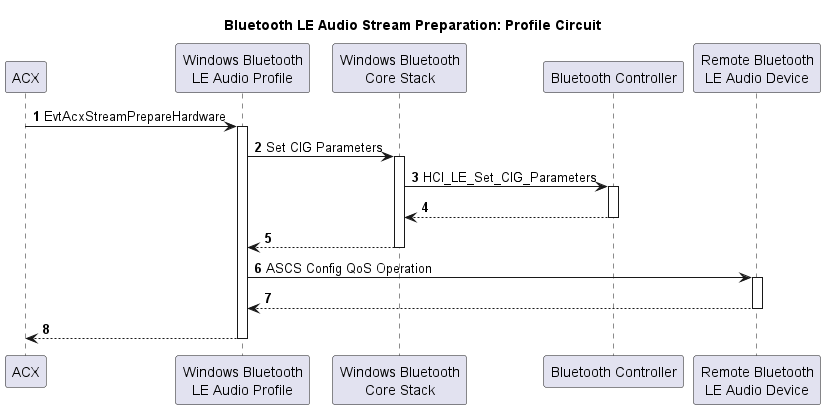 Bluetooth LE Audio Stream Preparation: Profile Circuit
ACX
Windows Bluetooth
LE Audio Profile
Windows Bluetooth
Core Stack
Bluetooth Controller
Remote Bluetooth
LE Audio Device
1 EvtAcxStreamPrepareHardware
2 Set CIG Parameters
3 HCI_LE_Set_CIG_Parameters
4
5
6 ASCS Config QoS Operation
7
8
ACX
Windows Bluetooth
LE Audio Profile
Windows Bluetooth
Core Stack
Bluetooth Controller
Remote Bluetooth
LE Audio Device